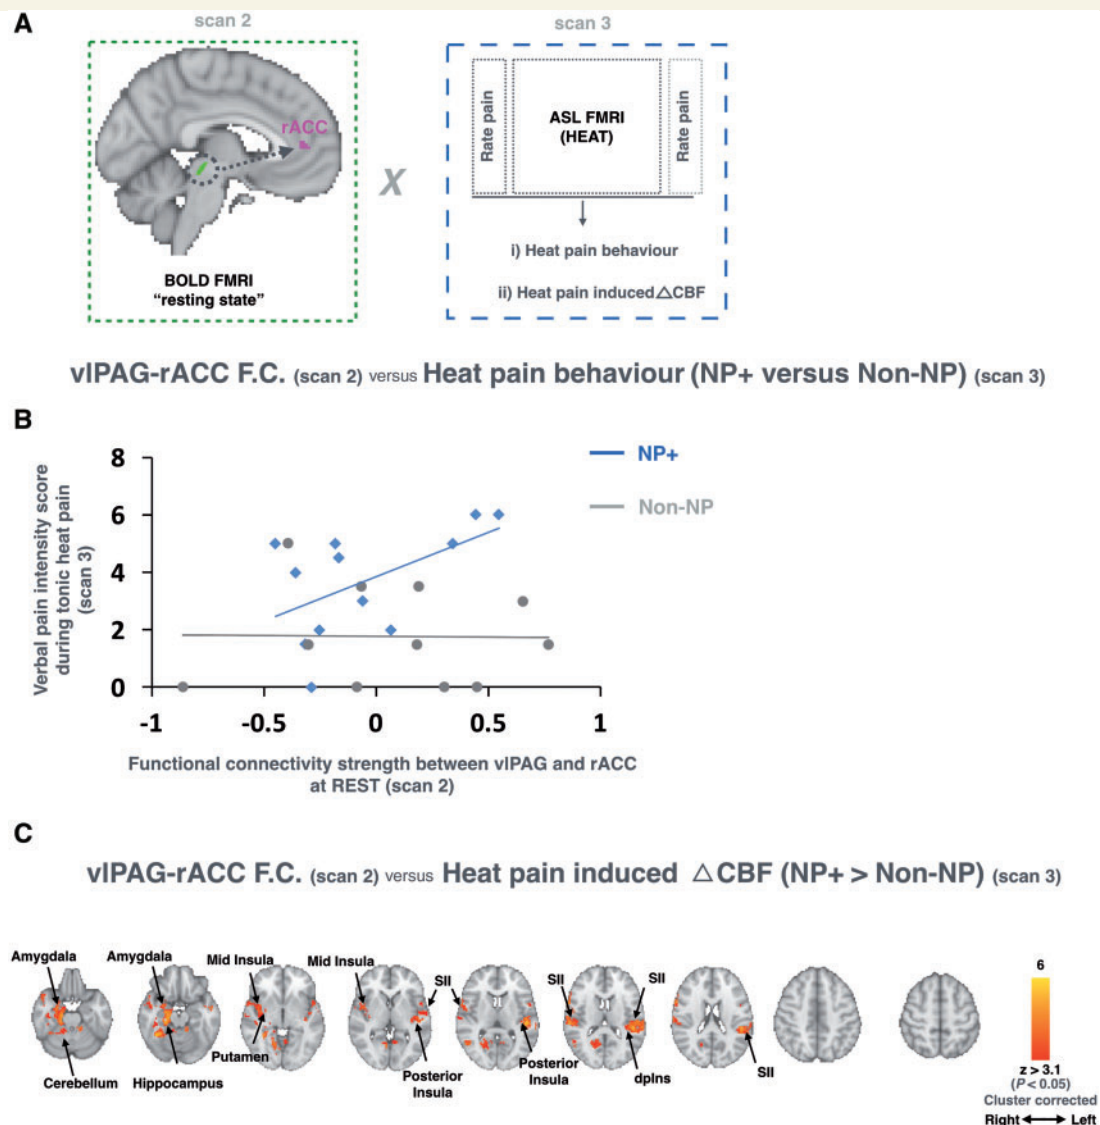 A
scan 2
scan 3
rACC
BOLD FMRI
“resting state”
X
Rate pain
ASL FMRI
(HEAT)
Rate pain
i) Heat pain behaviour
ii) Heat pain induced △CBF
vlPAG-rACC F.C. (scan 2) versus Heat pain behaviour (NP+ versus Non-NP) (scan 3)
B
Verbal pain intensity score
during tonic heat pain
(scan 3)
8
6
4
2
0
-1
-0.5
0
0.5
1
NP+
Non-NP
Functional connectivity strength between vlPAG and rACC
at REST (scan 2)
C
vlPAG-rACC F.C. (scan 2) versus Heat pain induced △CBF (NP+ > Non-NP) (scan 3)
Amygdala
Cerebellum
Amygdala
Hippocampus
Mid Insula
Putamen
Mid Insula
SII
Posterior
Insula
Posterior
Insula
SII
SII
dpIns
SII
6
z > 3.1
(P < 0.05)
Cluster corrected
Right
Left